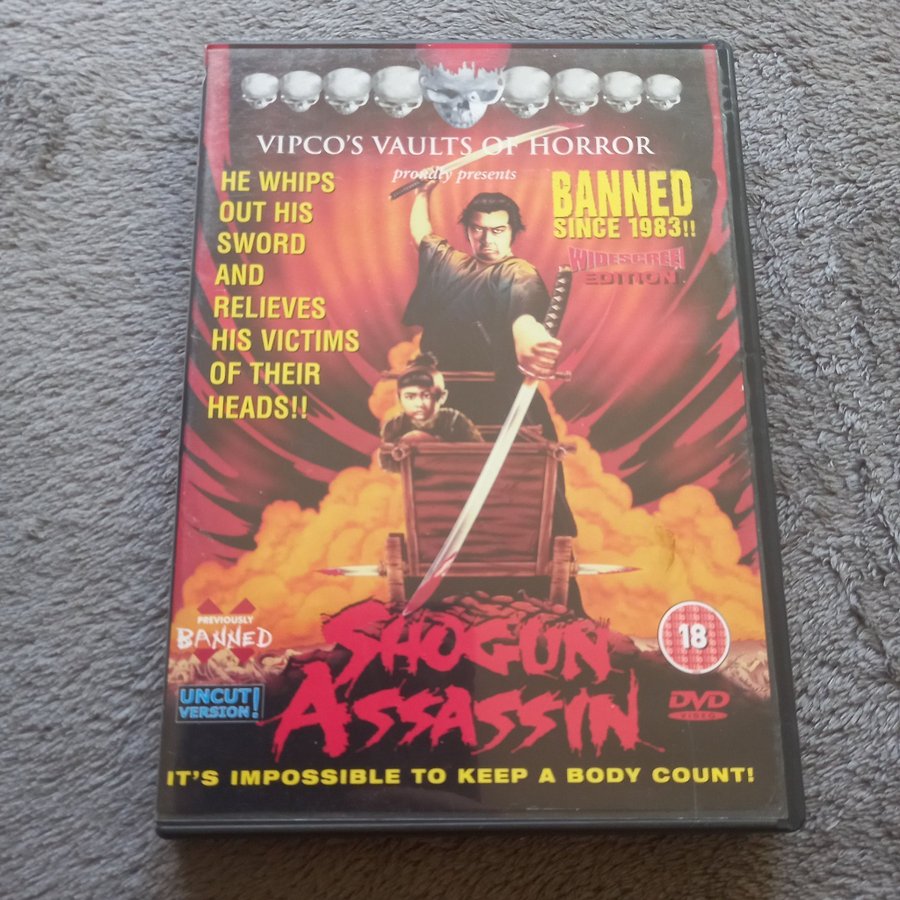 VIPCO'S VAULTS OF HORROR
proudly presents
HE WHIPS
OUT HIS
SWORD
AND
RELIEVES
HIS VICTIMS
OF THEIR
HEADS!!
BANNED
SINCE 1983!!
WIDESCREEN
EDITION
PREVIOUSLY
BANNED
UNCUT!
VERSION!
SHOGUN
ASSASSIN
18
DVD
VIDEO
IT'S IMPOSSIBLE TO KEEP A BODY COUNT!